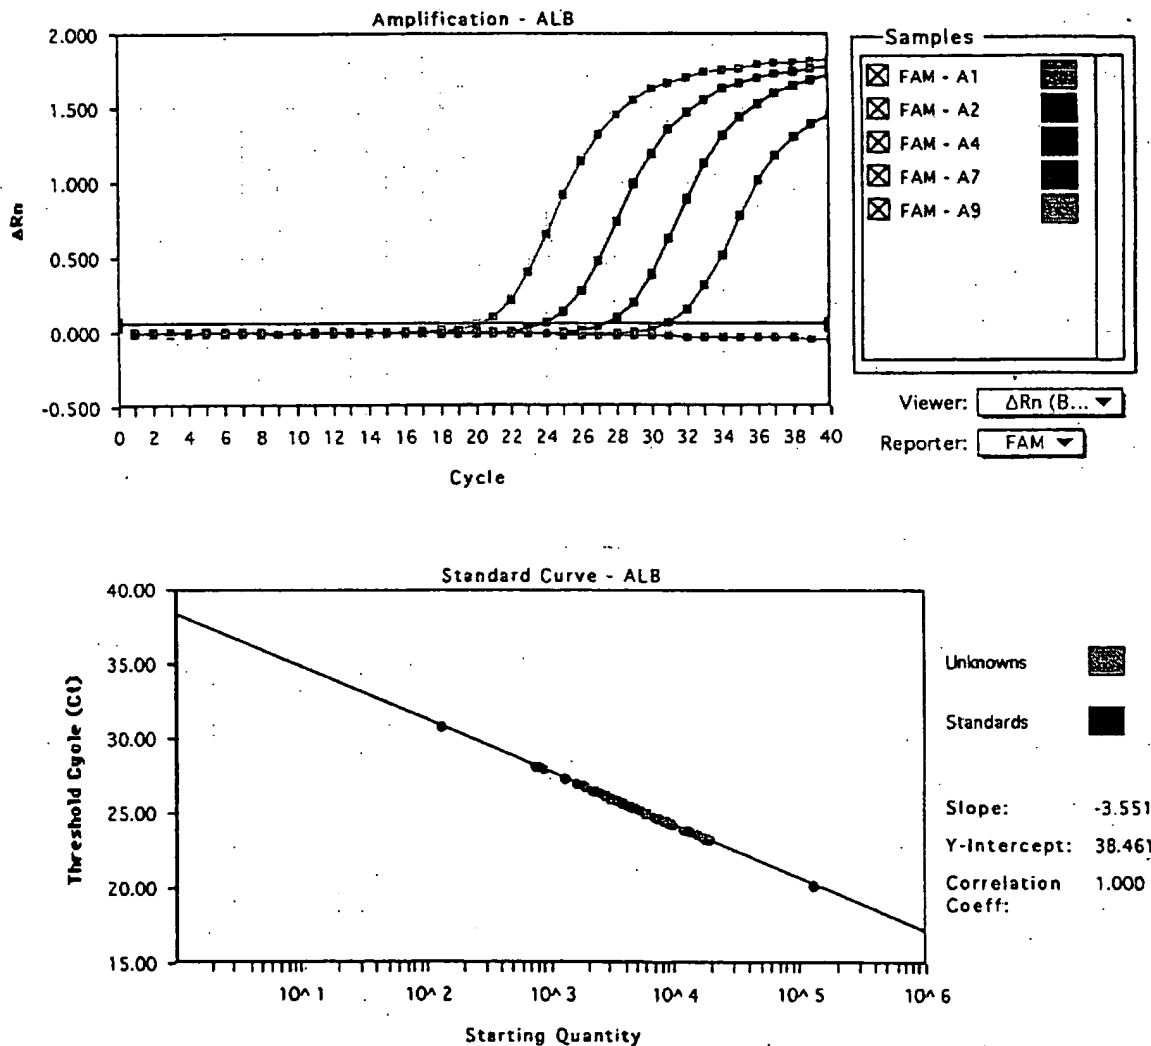 Amplification - ALB
2.000
1.500
1.000
0.500
0.000
-0.500
ΔRn
0 2 4 6 8 10 12 14 16 18 20 22 24 26 28 30 32 34 36 38 40
Cycle
Samples
FAM - A1
FAM - A2
FAM - A4
FAM - A7
FAM - A9
Viewer: ΔRn (B... ▼
Reporter: FAM ▼
Standard Curve - ALB
40.00
35.00
30.00
25.00
20.00
15.00
Threshold Cycle (Ct)
10^1 10^2 10^3 10^4 10^5 10^6
Starting Quantity
Unknowns
Standards
Slope: -3.551
Y-Intercept: 38.461
Correlation 1.000
Coeff: